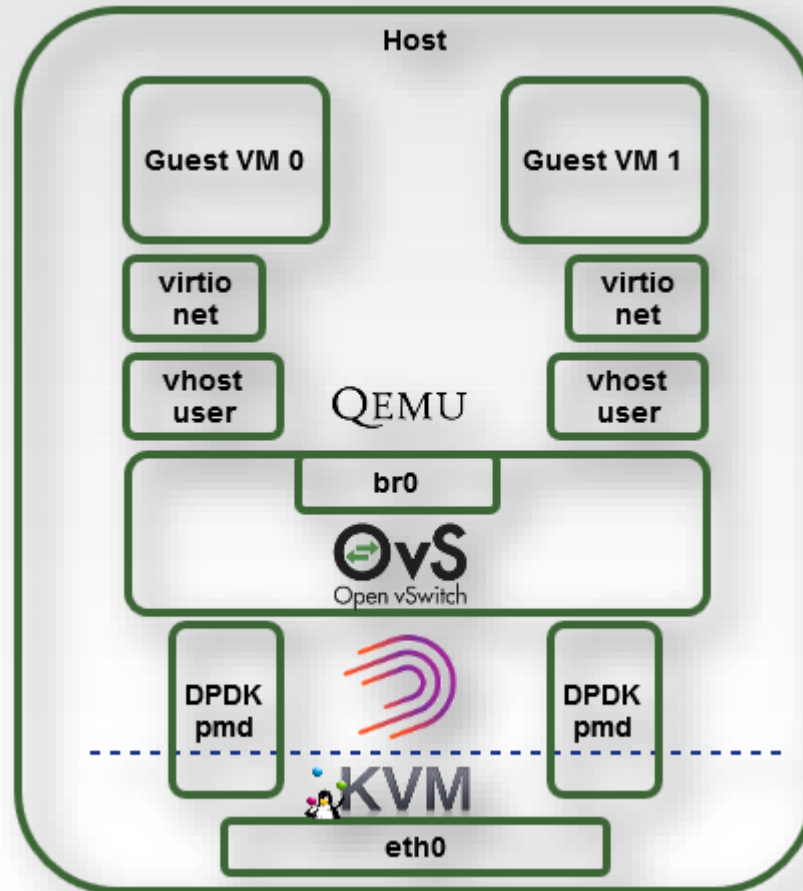 Host
Guest VM 0
Guest VM 1
virtio
net
virtio
net
vhost
user
QEMU
vhost
user
br0
OvS
Open vSwitch
DPDK
pmd
DPDK
pmd
KVM
eth0